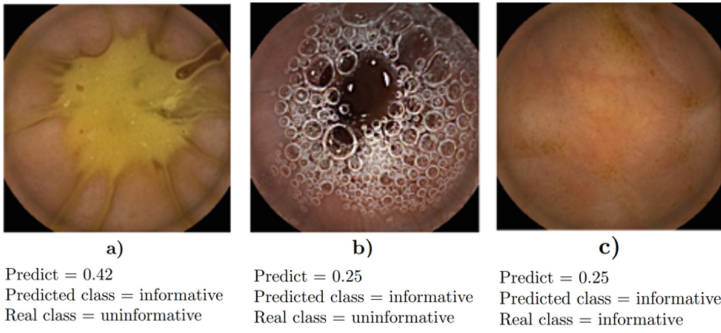 a)
Predict = 0.42
Predicted class = informative
Real class = uninformative
b)
Predict = 0.25
Predicted class = informative
Real class = uninformative
c)
Predict = 0.25
Predicted class = informative
Real class = informative